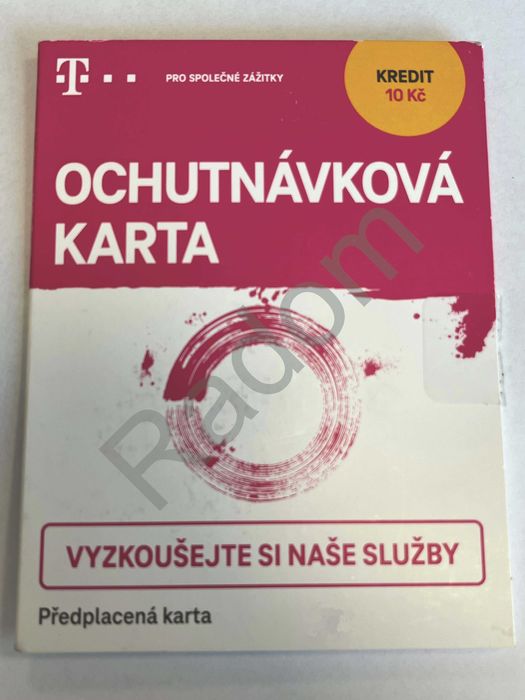 T
PRO SPOLEČNÉ ZÁŽITKY
KREDIT
10 Kč
OCHUTNÁVKOVÁ
KARTA
Radom
VYZKOUŠEJTE SI NAŠE SLUŽBY
Předplacená karta